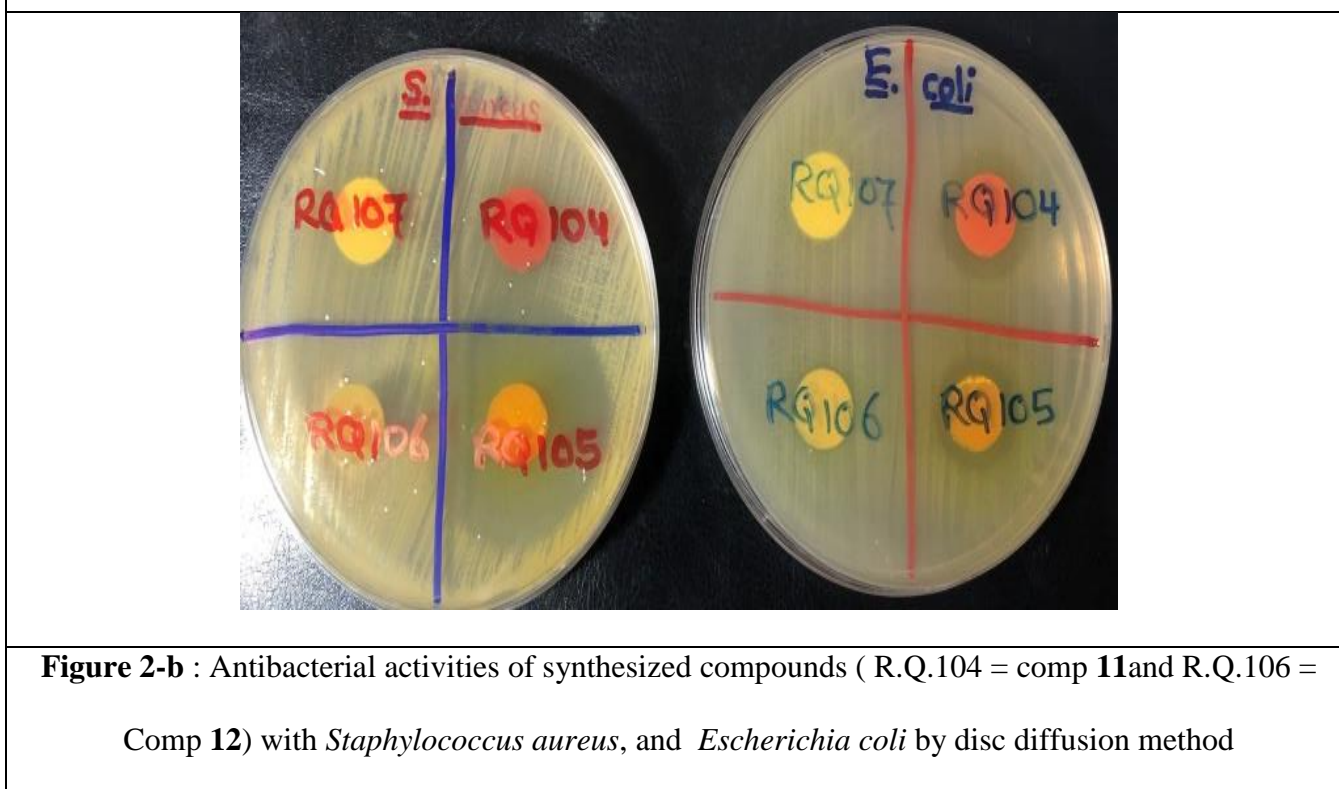 S.
RQ107 RQ104
RQ106 RQ105
E. coli
RQ107 RQ104
RQ106 RQ105
Figure 2-b : Antibacterial activities of synthesized compounds ( R.Q.104 = comp 11and R.Q.106 =
Comp 12) with Staphylococcus aureus, and Escherichia coli by disc diffusion method